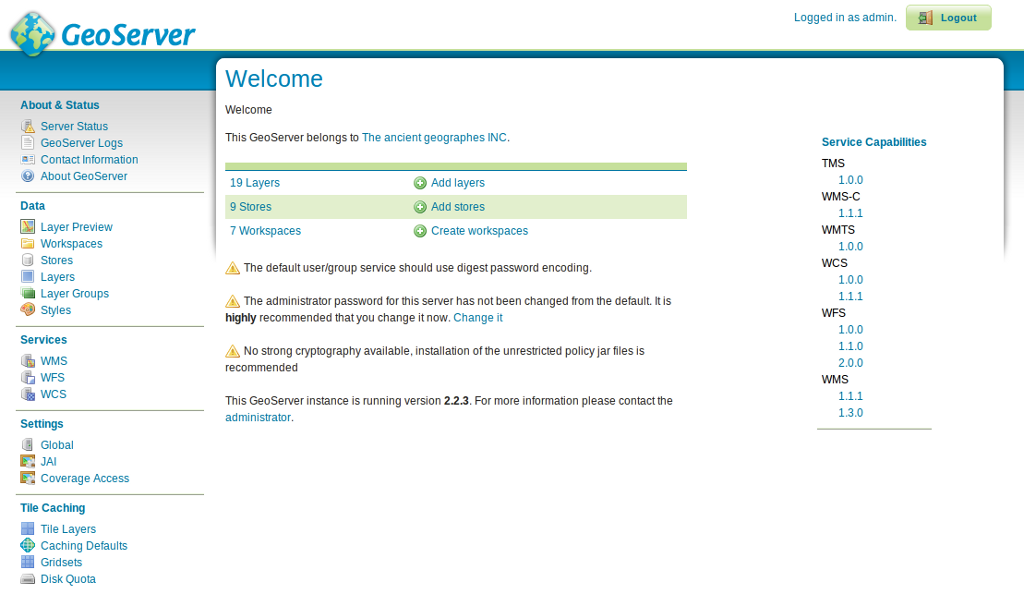 GeoServer
Logged in as admin.
Logout
About & Status
Server Status
GeoServer Logs
Contact Information
About GeoServer
Data
Layer Preview
Workspaces
Stores
Layers
Layer Groups
Styles
Services
WMS
WFS
WCS
Settings
Global
JAI
Coverage Access
Tile Caching
Tile Layers
Caching Defaults
Gridsets
Disk Quota
Welcome
Welcome
This GeoServer belongs to The ancient geographes INC.
19 Layers Add layers
9 Stores Add stores
7 Workspaces Create workspaces
The default user/group service should use digest password encoding.
The administrator password for this server has not been changed from the default. It is
highly recommended that you change it now. Change it
No strong cryptography available, installation of the unrestricted policy jar files is
recommended
This GeoServer instance is running version 2.2.3. For more information please contact the
administrator.
Service Capabilities
TMS
1.0.0
WMS-C
1.1.1
WMTS
1.0.0
WCS
1.0.0
1.1.1
WFS
1.0.0
1.1.0
2.0.0
WMS
1.1.1
1.3.0